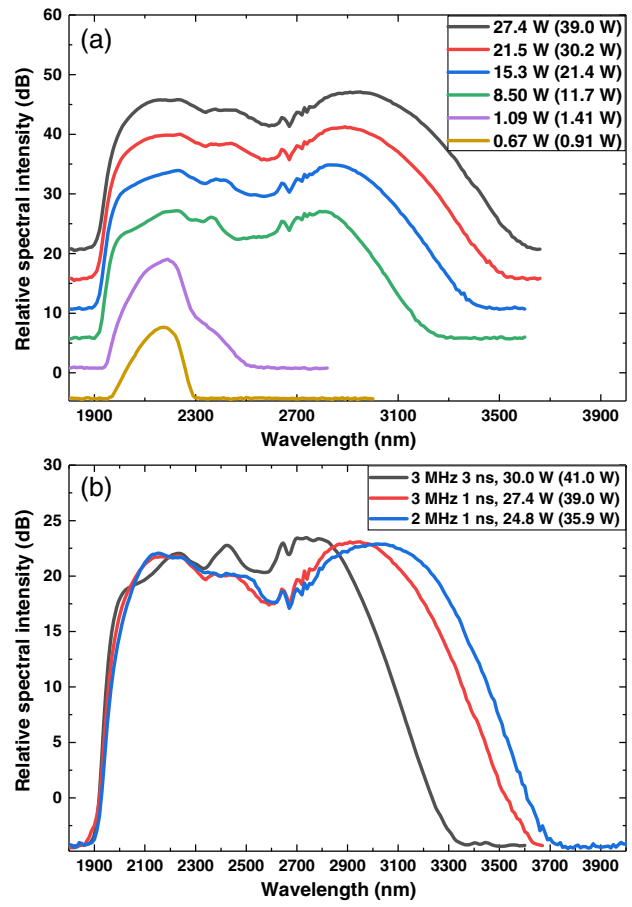 (a)
27.4 W (39.0 W)
21.5 W (30.2 W)
15.3 W (21.4 W)
8.50 W (11.7 W)
1.09 W (1.41 W)
0.67 W (0.91 W)
Relative spectral intensity (dB)
60
50
40
30
20
10
0
1900 2300 2700 3100 3500 3900
Wavelength (nm)
(b)
3 MHz 3 ns, 30.0 W (41.0 W)
3 MHz 1 ns, 27.4 W (39.0 W)
2 MHz 1 ns, 24.8 W (35.9 W)
Relative spectral intensity (dB)
30
25
20
15
10
5
0
1900 2100 2300 2500 2700 2900 3100 3300 3500 3700 3900
Wavelength (nm)